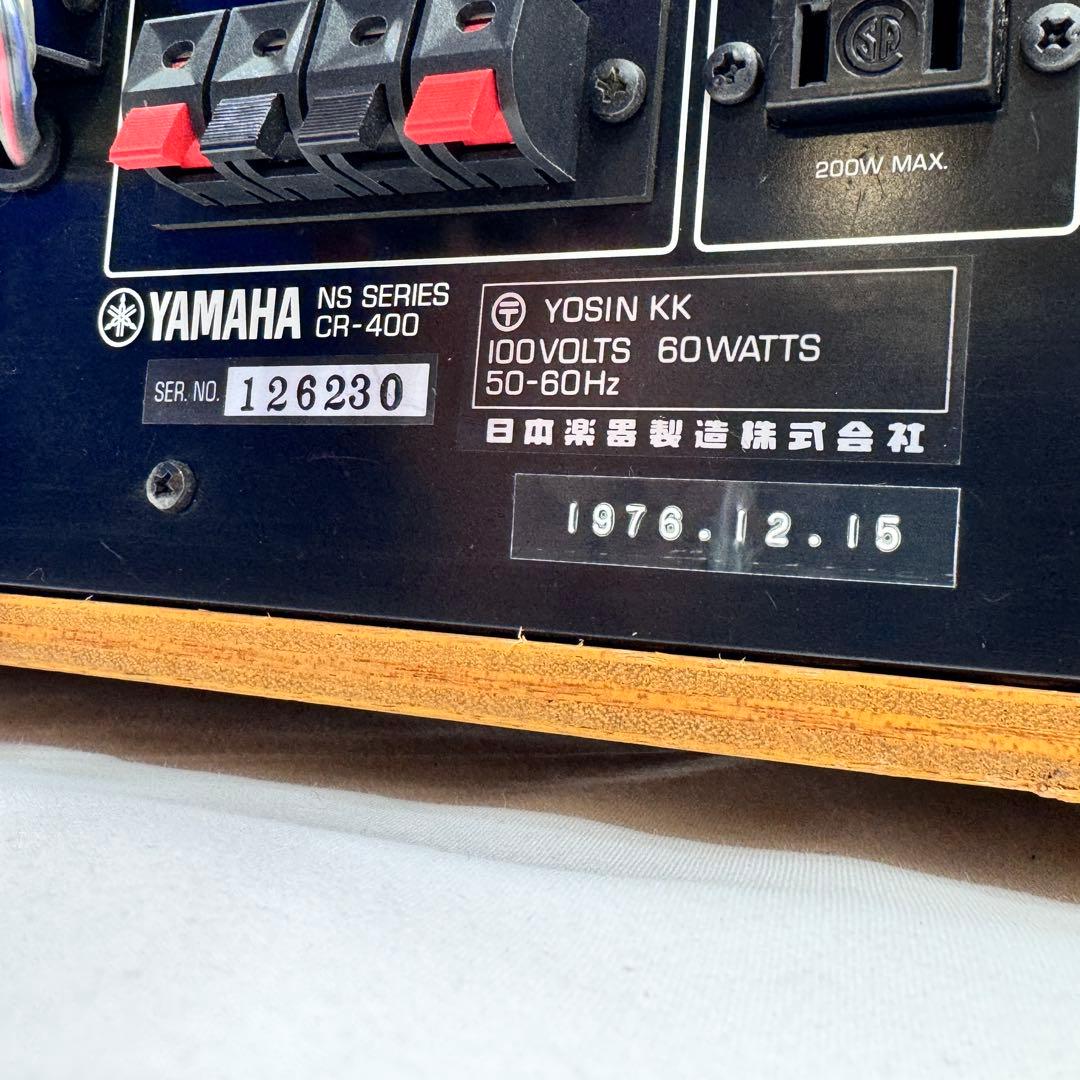 SA
200W MAX.
YAMAHA NS SERIES
CR-400
SER. NO. 126230
〒 YOSIN KK
100VOLTS 60WATTS
50-60Hz
日本楽器製造株式会社
1976.12.15